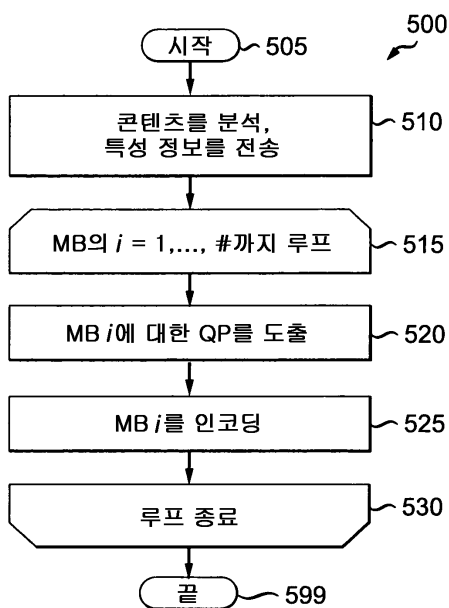 500
시작 505
콘텐츠를 분석,
특성 정보를 전송
510
MB의 i = 1,..., #까지 루프 515
MB i에 대한 QP를 도출 520
MB i를 인코딩 525
루프 종료 530
끝 599